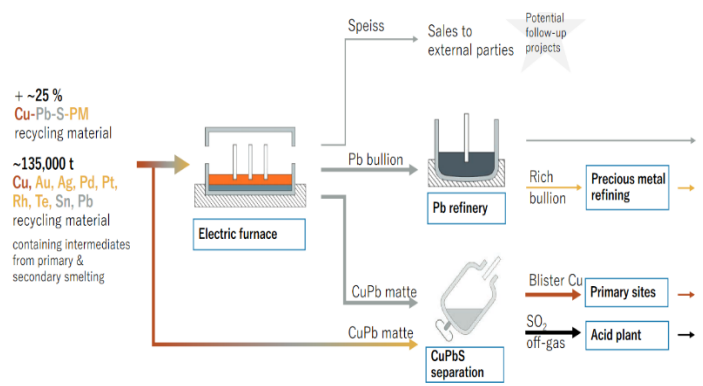 + ~25 %
Cu-Pb-S-PM
recycling material
~135,000 t
Cu, Au, Ag, Pd, Pt,
Rh, Te, Sn, Pb
recycling material
containing intermediates
from primary &
secondary smelting
Electric furnace
Speiss
Sales to
external parties
Potential
follow-up
projects
Pb bullion
Pb refinery
Rich
bullion
Precious metal
refining
CuPb matte
CuPb matte
CuPbS
separation
Blister Cu
Primary sites
SO₂
off-gas
Acid plant